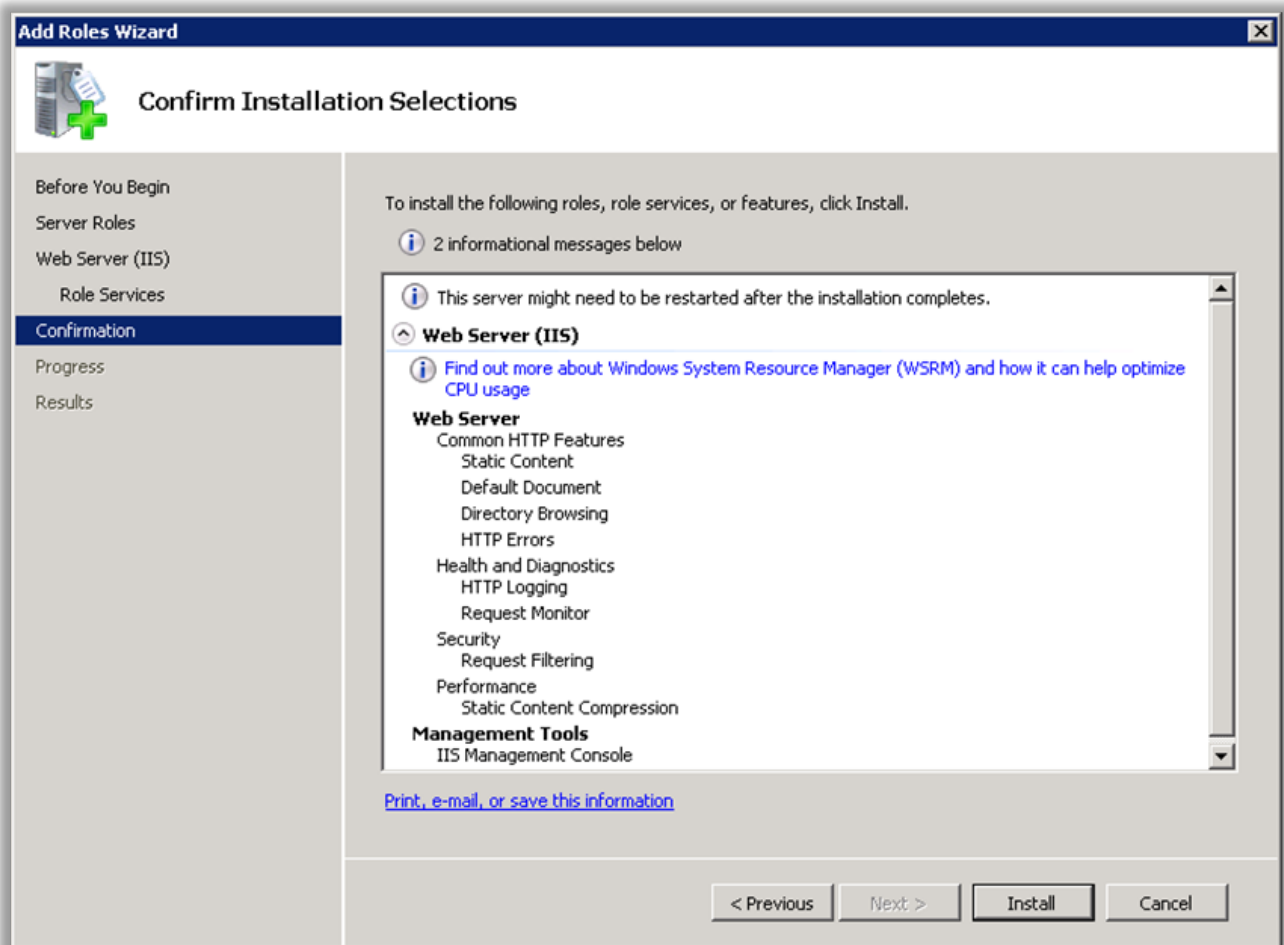 Add Roles Wizard
Confirm Installation Selections
Before You Begin
Server Roles
Web Server (IIS)
Role Services
Confirmation
Progress
Results
To install the following roles, role services, or features, click Install.
2 informational messages below
This server might need to be restarted after the installation completes.
Web Server (IIS)
Find out more about Windows System Resource Manager (WSRM) and how it can help optimize
CPU usage
Web Server
Common HTTP Features
Static Content
Default Document
Directory Browsing
HTTP Errors
Health and Diagnostics
HTTP Logging
Request Monitor
Security
Request Filtering
Performance
Static Content Compression
Management Tools
IIS Management Console
Print, e-mail, or save this information
< Previous
Next >
Install
Cancel